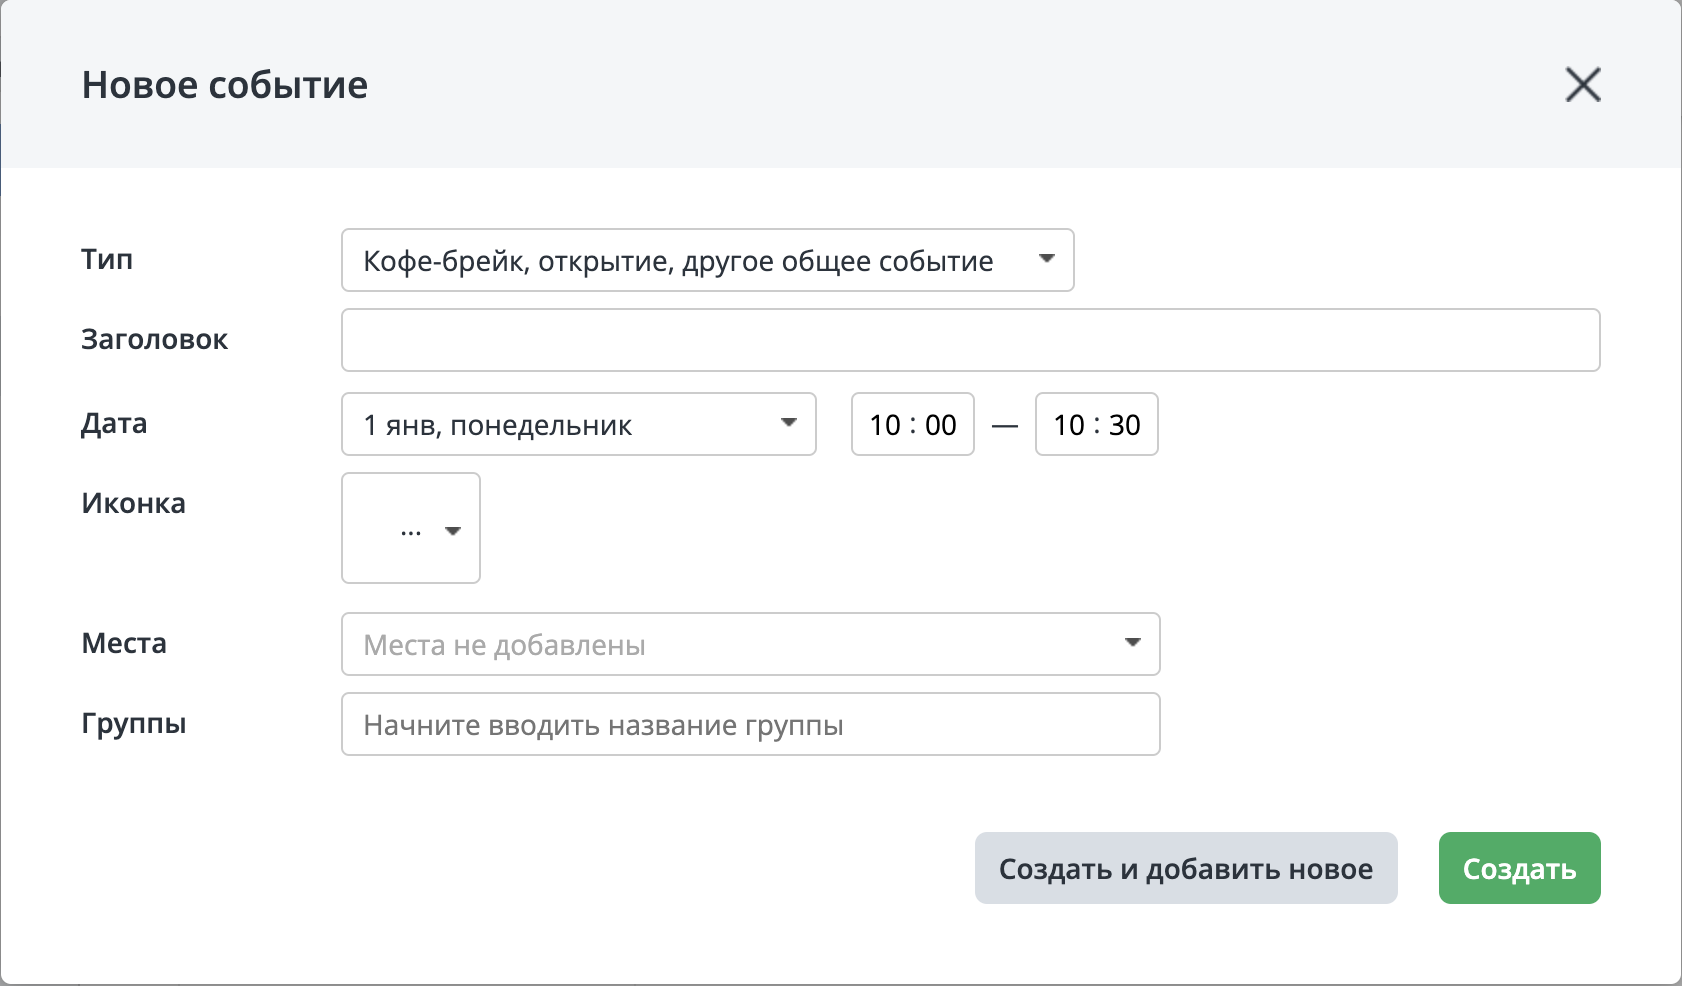 Новое событие
Тип
Кофе-брейк, открытие, другое общее событие
Заголовок
Дата
1 янв, понедельник
10 : 00 — 10 : 30
Иконка
...
Места
Места не добавлены
Группы
Начните вводить название группы
Создать и добавить новое
Создать